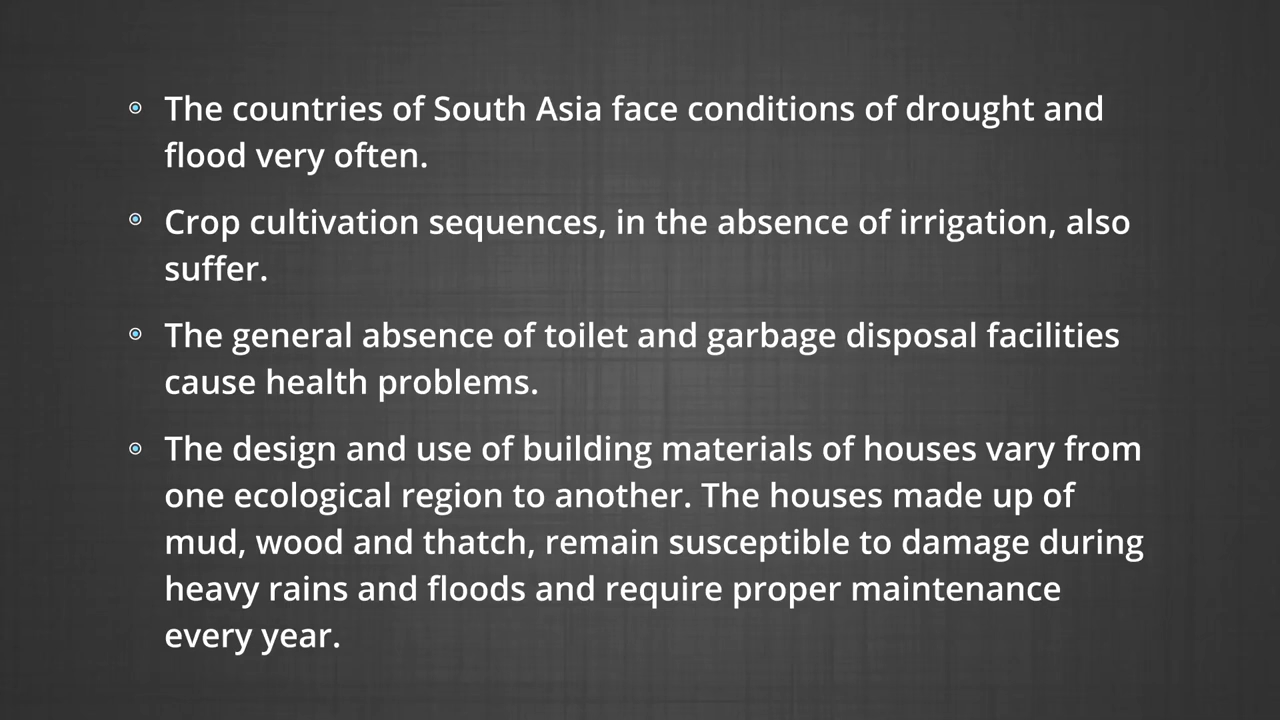 The countries of South Asia face conditions of drought and
flood very often.
Crop cultivation sequences, in the absence of irrigation, also
suffer.
The general absence of toilet and garbage disposal facilities
cause health problems.
The design and use of building materials of houses vary from
one ecological region to another. The houses made up of
mud, wood and thatch, remain susceptible to damage during
heavy rains and floods and require proper maintenance
every year.